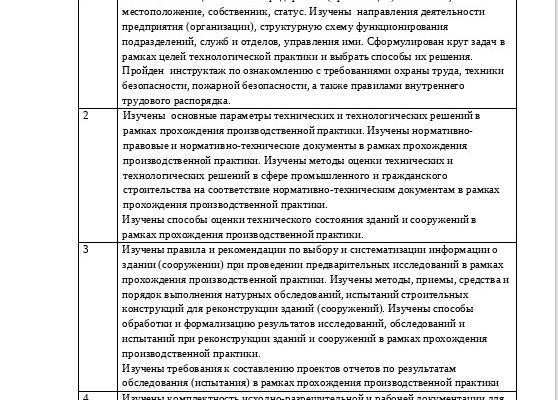 местоположение, собственник, статус. Изучены  направления деятельности
предприятия (организации), структурную схему функционирования
подразделений, служб и отделов, управления ими. Сформулирован круг задач в
рамках целей технологической практики и выбрать способы их решения.
Пройден  инструктаж по ознакомлению с требованиями охраны труда, техники
безопасности, пожарной безопасности, а также правилами внутреннего
трудового распорядка.
2 Изучены  основные параметры технических и технологических решений в
рамках прохождения производственной практики. Изучены нормативно-
правовые и нормативно-технические документы в рамках прохождения
производственной практики. Изучены методы оценки технических и
технологических решений в сфере промышленного и гражданского
строительства на соответствие нормативно-техническим документам в рамках
прохождения производственной практики.
Изучены способы оценки технического состояния зданий и сооружений в
рамках прохождения производственной практики.
3 Изучены правила и рекомендации по выбору и систематизации информации о
здании (сооружении) при проведении предварительных исследований в рамках
прохождения производственной практики. Изучены методы, приемы, средства и
порядок выполнения натурных обследований, испытаний строительных
конструкций для реконструкции зданий (сооружений). Изучены способы
обработки и формализацию результатов исследований, обследований и
испытаний при реконструкции зданий и сооружений в рамках прохождения
производственной практики.
Изучены требования к составлению проектов отчетов по результатам
обследования (испытания) в рамках прохождения производственной практики
4 Изучены комплектность исходно-разрешительной и рабочей документации для